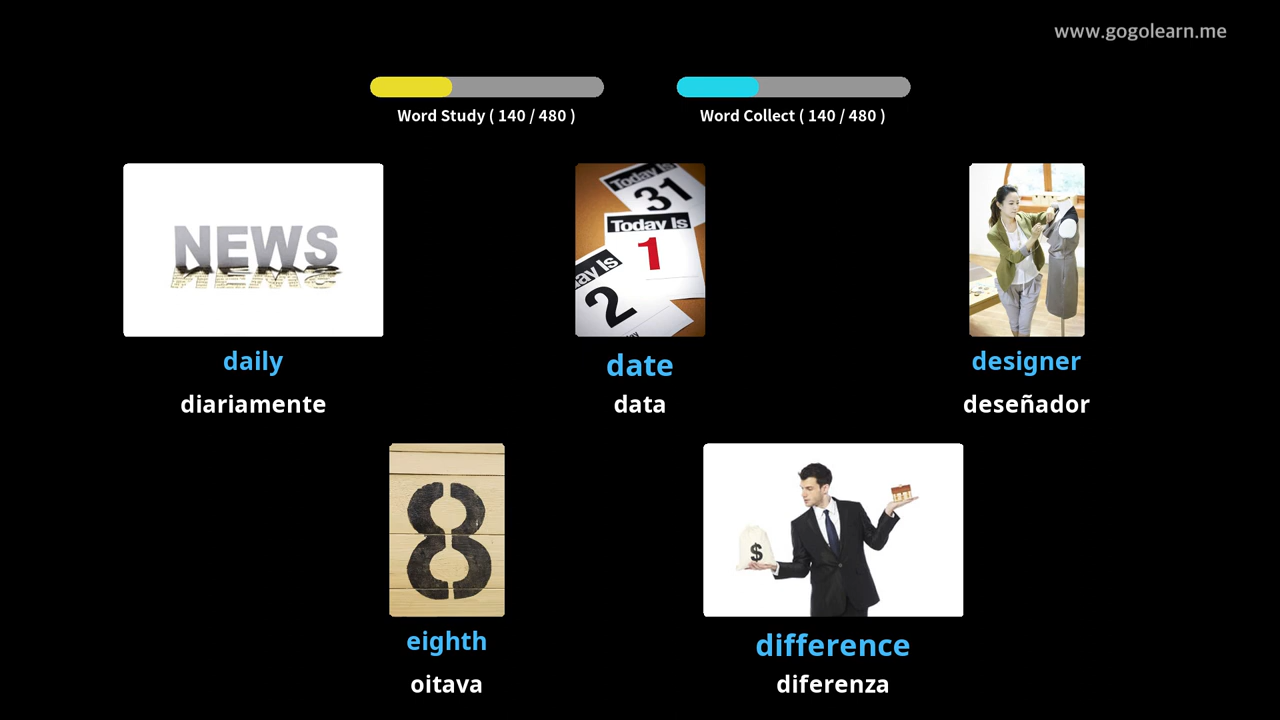 www.gogolearn.me
Word Study ( 140 / 480 )
Word Collect ( 140 / 480 )
NEWS
Today Is
31
Today Is
1
ay Is
2
daily
date
designer
diariamente
data
deseñador
8
$
eighth
difference
oitava
diferenza